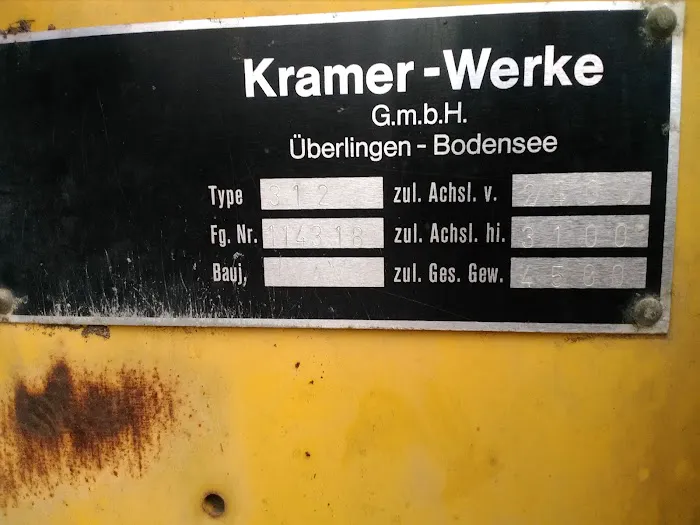 Kramer-Werke
G.m.b.H.
Überlingen - Bodensee
Type 312 zul. Achsl. v.
Fg. Nr. 114318 zul. Achsl. hi. 3100
Bauj, zul. Ges. Gew. 4500